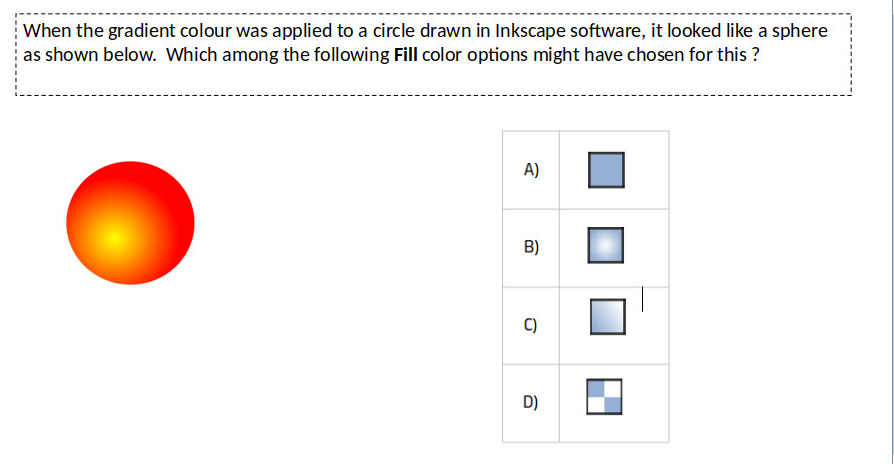 When the gradient colour was applied to a circle drawn in Inkscape software, it looked like a sphere
as shown below.  Which among the following Fill color options might have chosen for this ?
A)
B)
C)
D)